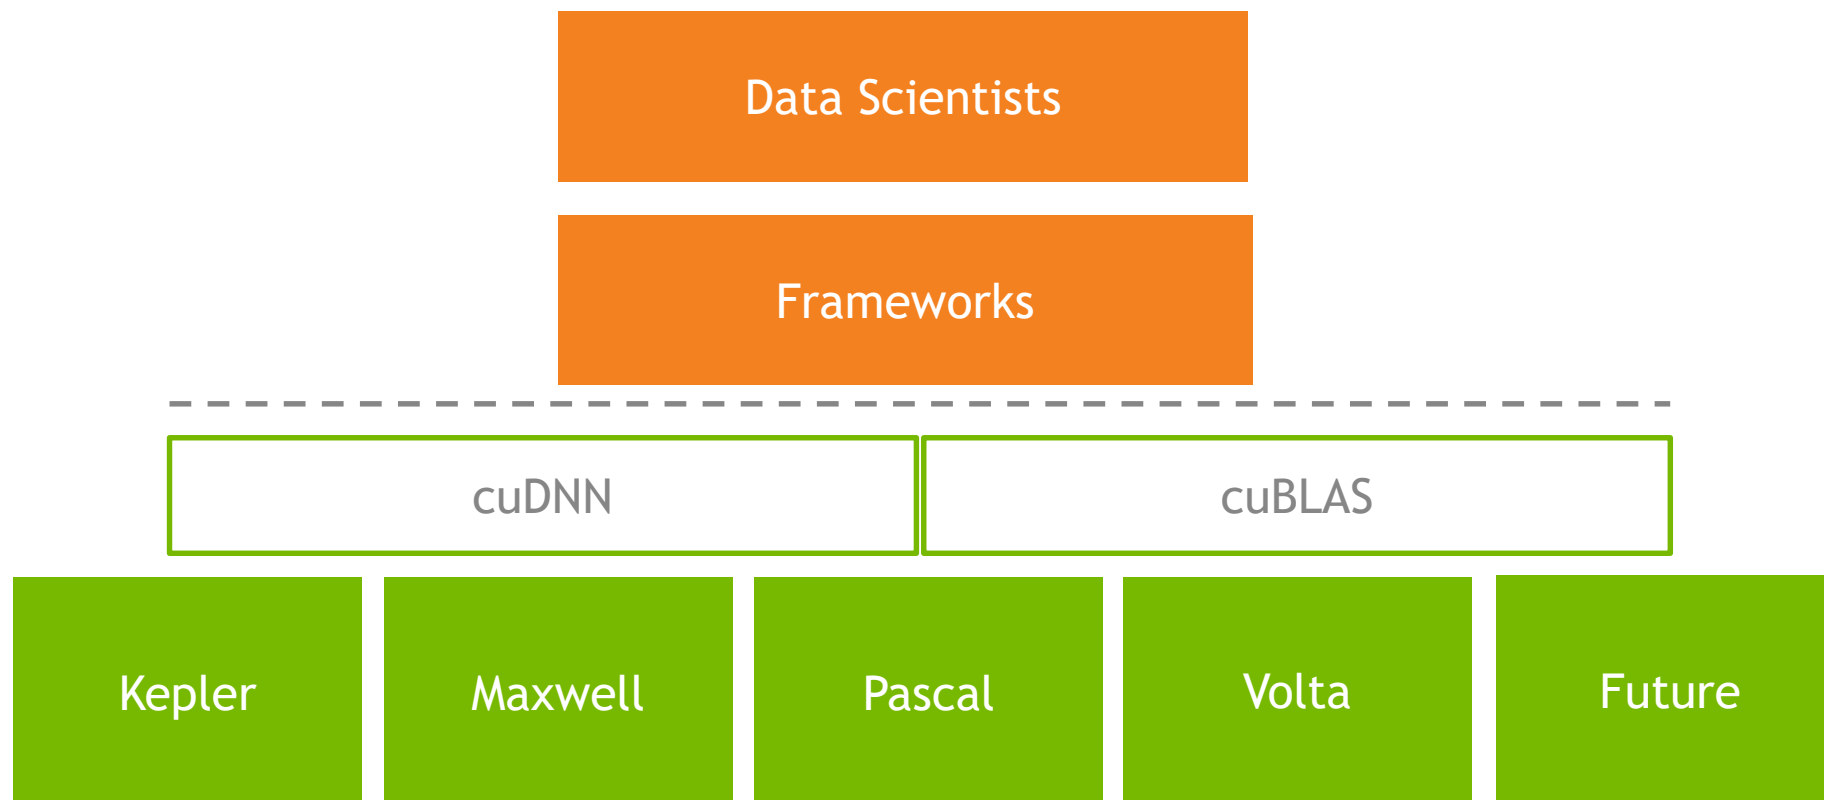 Data Scientists
Frameworks
cuDNN
cuBLAS
Kepler
Maxwell
Pascal
Volta
Future